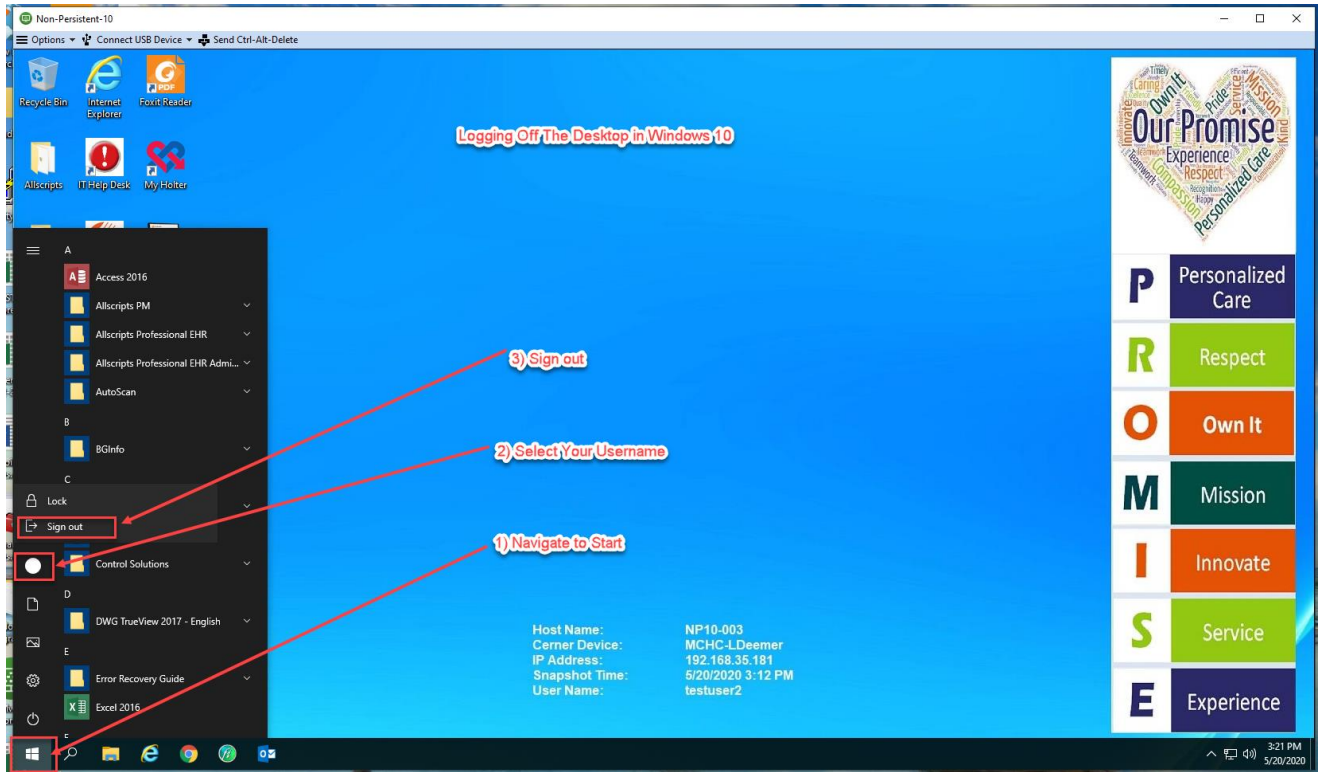 Non-Persistent-10
Options Connect USB Device Send Ctrl-Alt-Delete
Recycle Bin
Internet Explorer
Foxit Reader
PDF
Allscripts
IT Help Desk
My Holter
Logging Off The Desktop in Windows 10
Timely
Caring
Own It
Efficient
Pride
Service
Mission
Innovate
Our Promise
Kind
Teamwork
Experience
Respect
Care
Compassion
Recognition
Happy
Personalized
Personalized
P Personalized Care
R Respect
O Own It
M Mission
I Innovate
S Service
E Experience
A
Access 2016
Allscripts PM
Allscripts Professional EHR
Allscripts Professional EHR Admi...
AutoScan
B
BGInfo
C
Lock
Sign out
Control Solutions
D
DWG TrueView 2017 - English
E
Error Recovery Guide
Excel 2016
3) Sign out
2) Select Your Username
1) Navigate to Start
Host Name: NP10-003
Cerner Device: MCHC-LDeemer
IP Address: 192.168.35.181
Snapshot Time: 5/20/2020 3:12 PM
User Name: testuser2
3:21 PM
5/20/2020